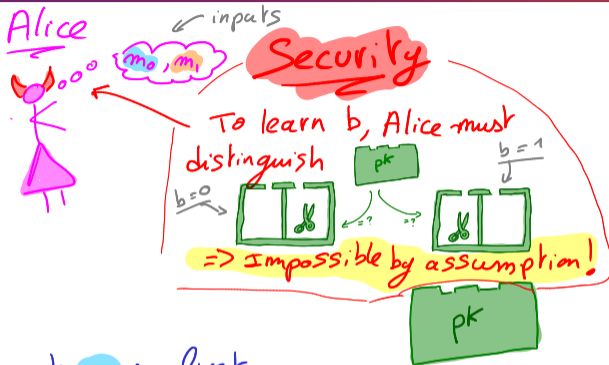 Alice
inputs
m₀, m₁
Security
To learn b, Alice must
distinguish
pk
b=0
b=1
=?
=?
=> Impossible by assumption!
pk